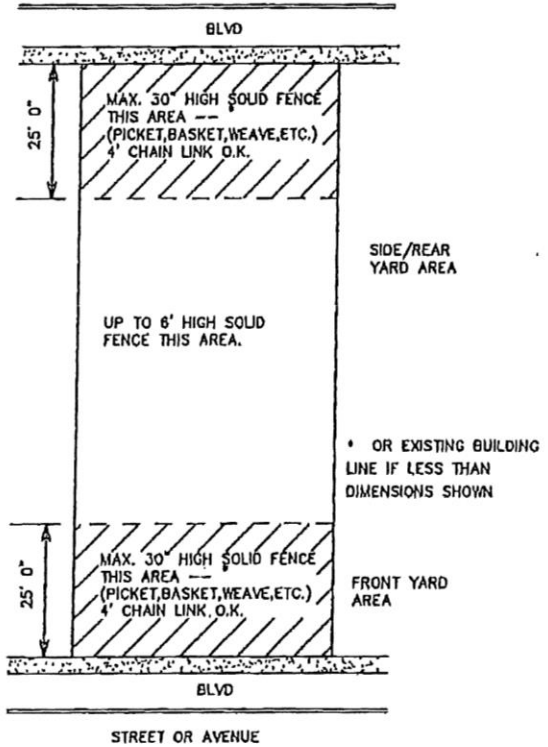 BLVD
25' 0"
MAX. 30" HIGH SOLID FENCE
THIS AREA --
(PICKET,BASKET,WEAVE,ETC.)
4' CHAIN LINK O.K.
SIDE/REAR
YARD AREA
UP TO 6' HIGH SOLID
FENCE THIS AREA.
* OR EXISTING BUILDING
LINE IF LESS THAN
DIMENSIONS SHOWN
25' 0"
MAX. 30" HIGH SOLID FENCE
THIS AREA --
(PICKET,BASKET,WEAVE,ETC.)
4' CHAIN LINK O.K.
FRONT YARD
AREA
BLVD
STREET OR AVENUE